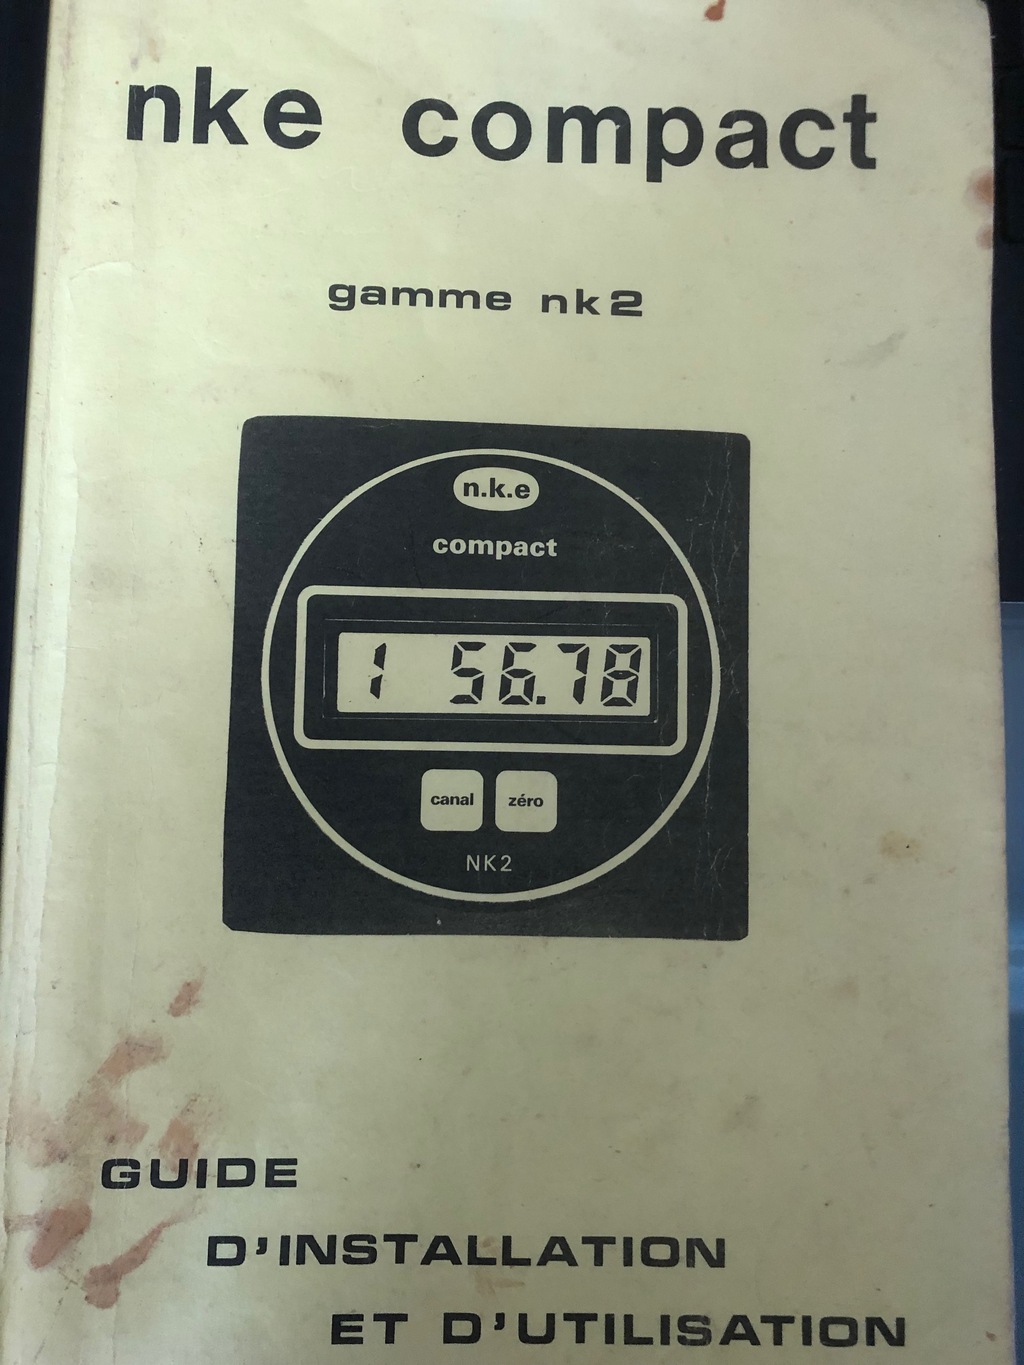 nke compact
gamme nk2
n.k.e
compact
1 56.78
canal zéro
NK2
GUIDE
D'INSTALLATION
ET D'UTILISATION